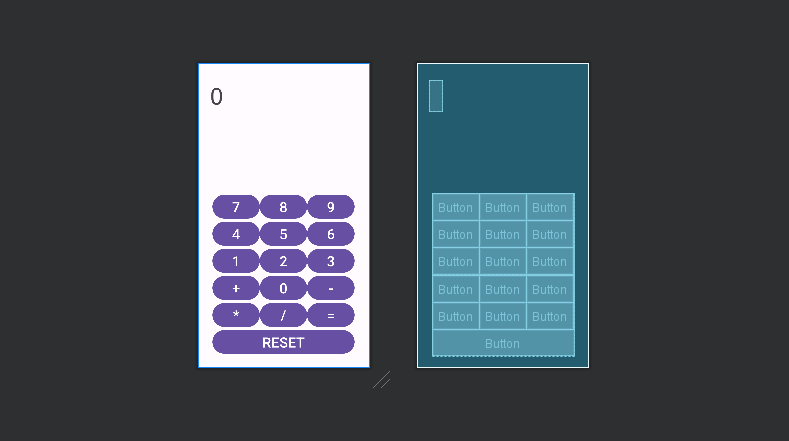 0
7 8 9
4 5 6
1 2 3
+ 0 -
* / =
RESET
Button Button Button
Button Button Button
Button Button Button
Button Button Button
Button Button Button
Button